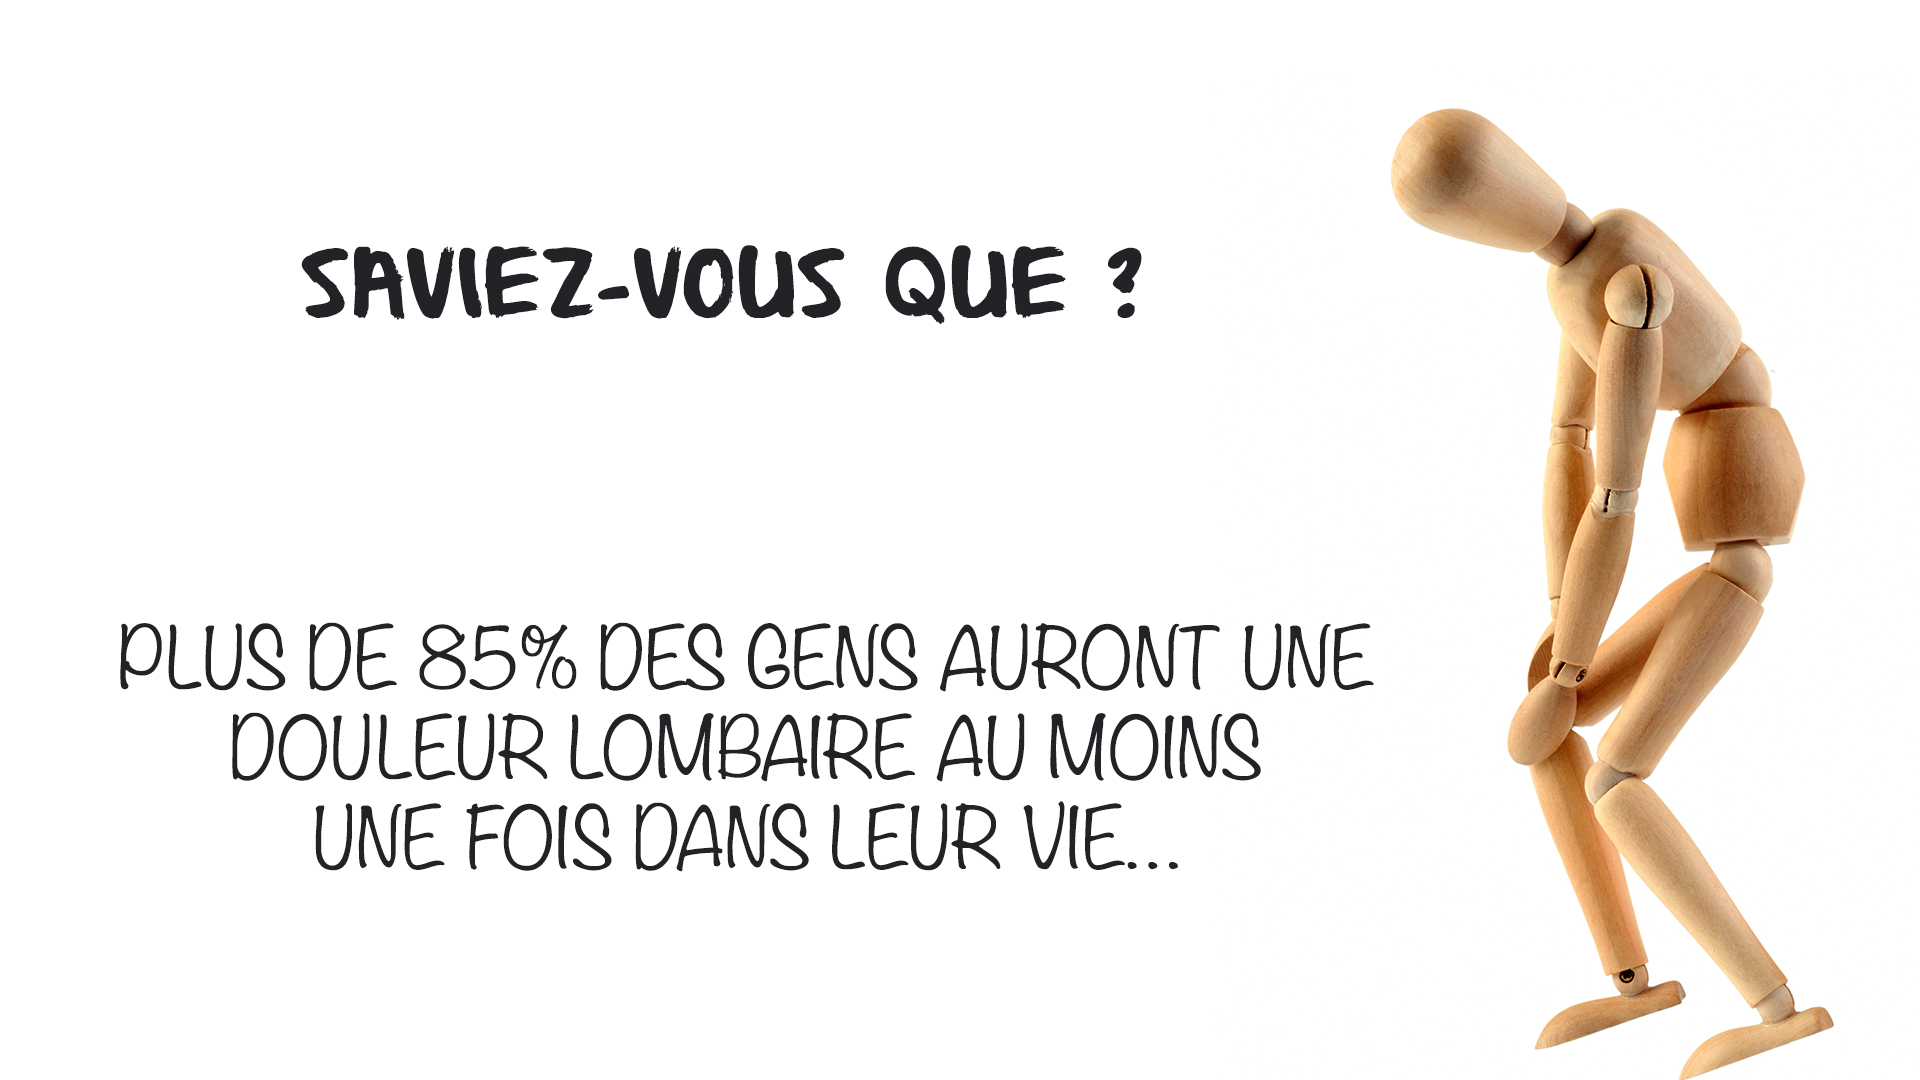 SAVIEZ-VOUS QUE ?
PLUS DE 85% DES GENS AURONT UNE
DOULEUR LOMBAIRE AU MOINS
UNE FOIS DANS LEUR VIE...